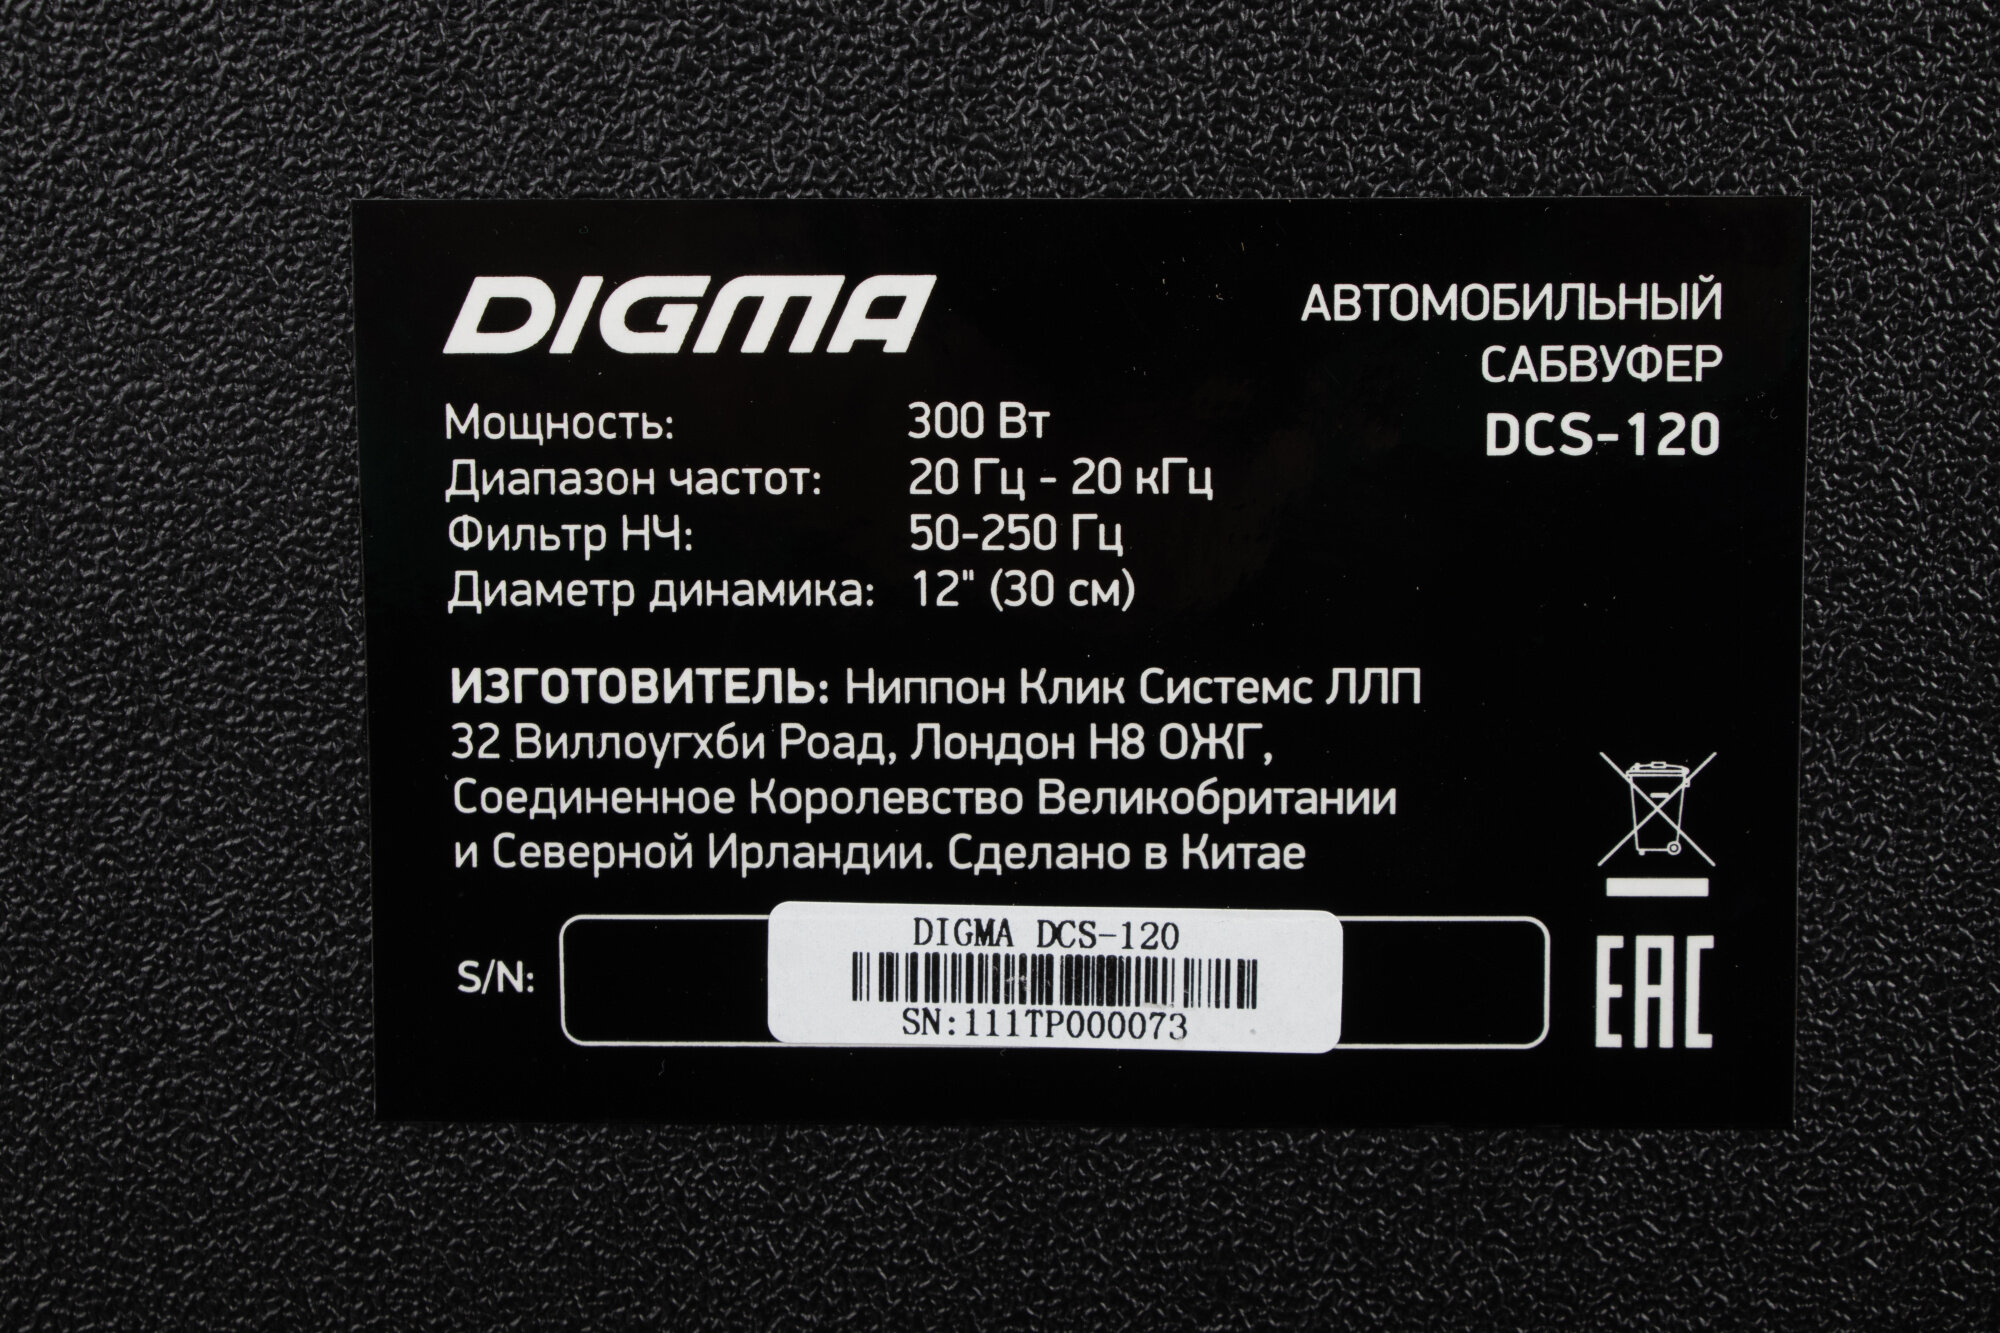 DIGMA
АВТОМОБИЛЬНЫЙ
САБВУФЕР
DCS-120
Мощность: 300 Вт
Диапазон частот: 20 Гц - 20 кГц
Фильтр НЧ: 50-250 Гц
Диаметр динамика: 12" (30 см)
ИЗГОТОВИТЕЛЬ: Ниппон Клик Системс ЛЛП
32 Виллоугхби Роад, Лондон Н8 ОЖГ,
Соединенное Королевство Великобритании
и Северной Ирландии. Сделано в Китае
S/N:
DIGMA DCS-120
SN:111TP000073
EAC